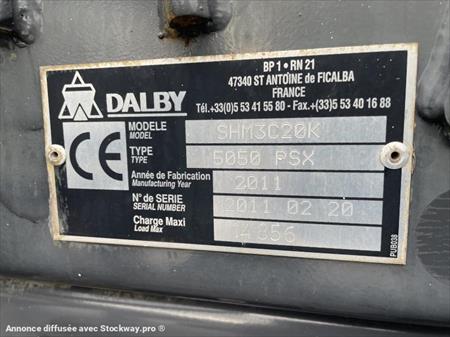 BP 1 • RN 21
47340 ST ANTOINE de FICALBA
FRANCE
DALBY
Tél.+33(0)5 53 41 55 80 - Fax.+(33)5 53 40 16 88
CE
MODELE
MODEL
SHM3C20K
TYPE
TYPE
5050 PSX
Année de Fabrication
Manufacturing Year
2011
N° de SERIE
SERIAL NUMBER
2011 02 20
Charge Maxi
Load Max
PUB038
Annonce diffusée avec Stockway.pro ®